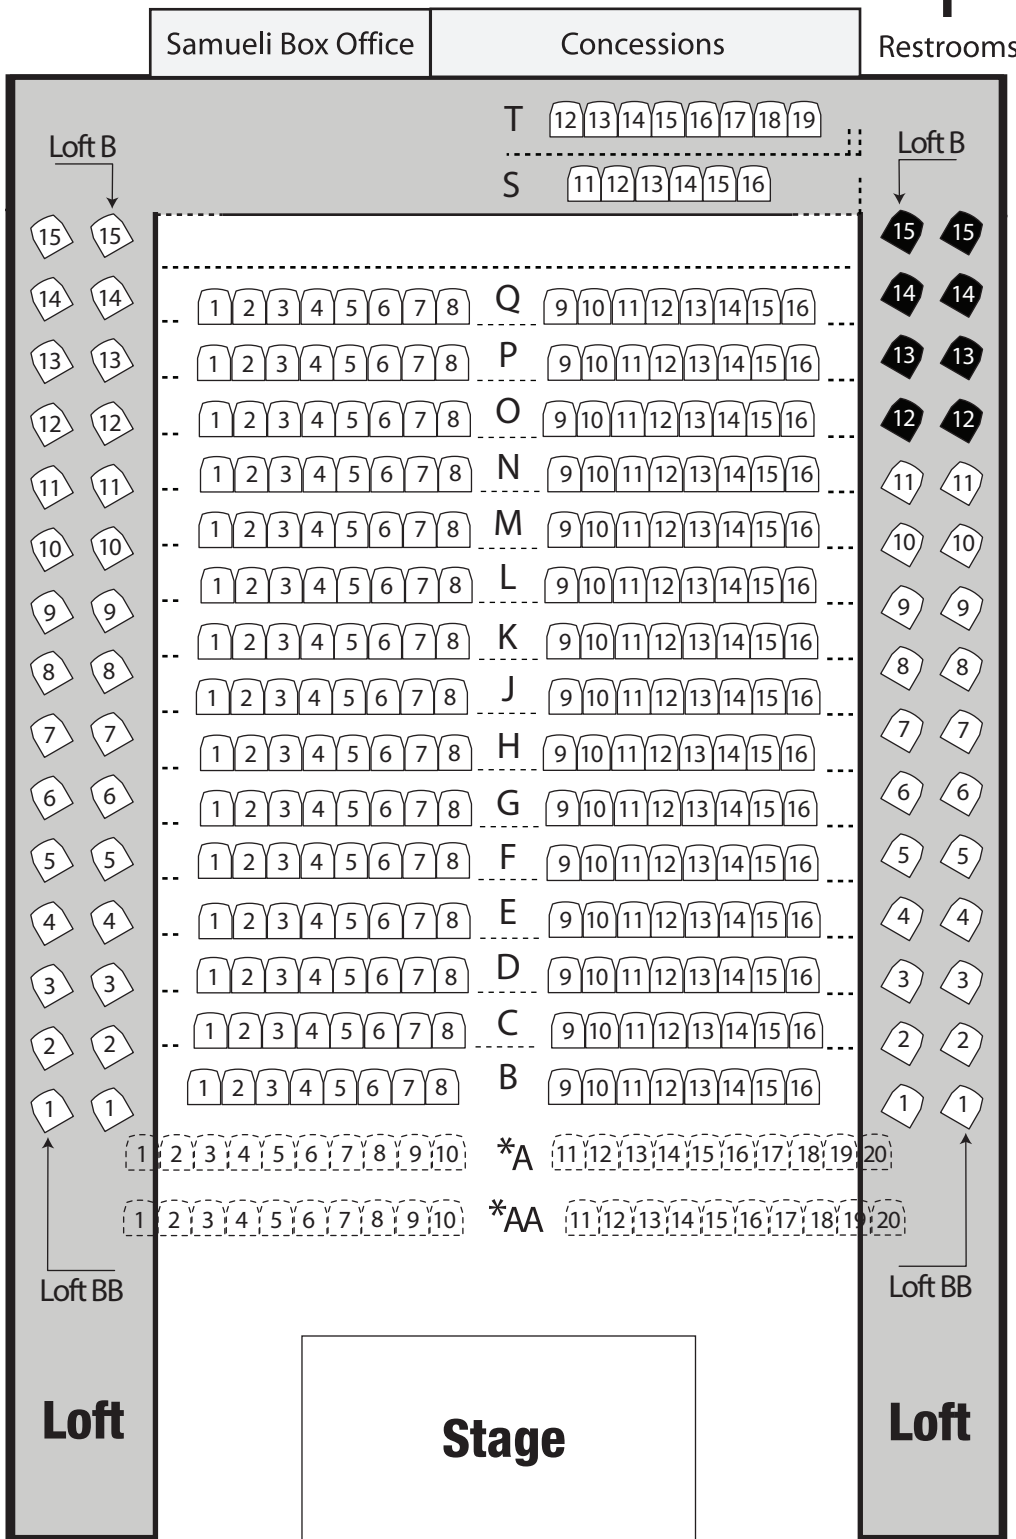 Samueli Box Office Concessions Restrooms
T 12 13 14 15 16 17 18 19
Loft B Loft B
S 11 12 13 14 15 16
15 15 15 15
14 14 14 14
1 2 3 4 5 6 7 8 Q 9 10 11 12 13 14 15 16
13 13 13 13
1 2 3 4 5 6 7 8 P 9 10 11 12 13 14 15 16
12 12 1 2 3 4 5 6 7 8 O 9 10 11 12 13 14 15 16 12 12
11 11 1 2 3 4 5 6 7 8 N 9 10 11 12 13 14 15 16 11 11
10 10 1 2 3 4 5 6 7 8 M 9 10 11 12 13 14 15 16 10 10
1 2 3 4 5 6 7 8 L 9 10 11 12 13 14 15 16
9 9 9 9
1 2 3 4 5 6 7 8 K 9 10 11 12 13 14 15 16
8 8 8 8
1 2 3 4 5 6 7 8 J 9 10 11 12 13 14 15 16
7 7 7 7
1 2 3 4 5 6 7 8 H 9 10 11 12 13 14 15 16
6 6 1 2 3 4 5 6 7 8 G 9 10 11 12 13 14 15 16 6 6
5 5 1 2 3 4 5 6 7 8 F 9 10 11 12 13 14 15 16 5 5
4 4 1 2 3 4 5 6 7 8 E 9 10 11 12 13 14 15 16 4 4
3 3 1 2 3 4 5 6 7 8 D 9 10 11 12 13 14 15 16 3 3
2 2 1 2 3 4 5 6 7 8 C 9 10 11 12 13 14 15 16 2 2
1 2 3 4 5 6 7 8 B 9 10 11 12 13 14 15 16
1 1 1 1
1 2 3 4 5 6 7 8 9 10 *A 11 12 13 14 15 16 17 18 19 20
1 2 3 4 5 6 7 8 9 10 *AA 11 12 13 14 15 16 17 18 19 20
Loft BB Loft BB
Loft Stage Loft